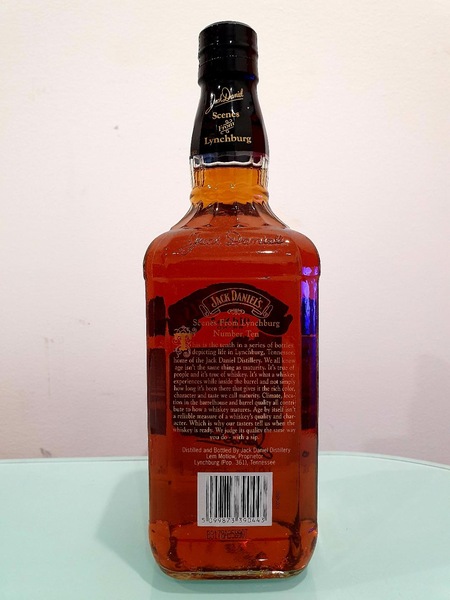 Jack Daniel
Scenes
From
Lynchburg
Jack Daniel
JACK DANIEL'S
Scenes From Lynchburg
Number Ten
This is the tenth in a series of bottles
depicting life in Lynchburg, Tennessee,
home of the Jack Daniel Distillery. We all know
age isn't the same thing as maturity. It's true of
people and it's true of whiskey. It's what a whiskey
experiences while inside the barrel and not simply
how long it's been there that gives it the rich color,
character and taste we call maturity. Climate, loca-
tion in the barrelhouse and barrel quality all contri-
bute to how a whiskey matures. Age by itself isn't
a reliable measure of a whiskey's quality and char-
acter. Which is why our tasters tell us when the
whiskey is ready. We judge its quality the same way
you do - with a sip.
Distilled and Bottled By Jack Daniel Distillery
Lem Motlow, Proprietor
Lynchburg (Pop. 361), Tennessee
5 099873 390443